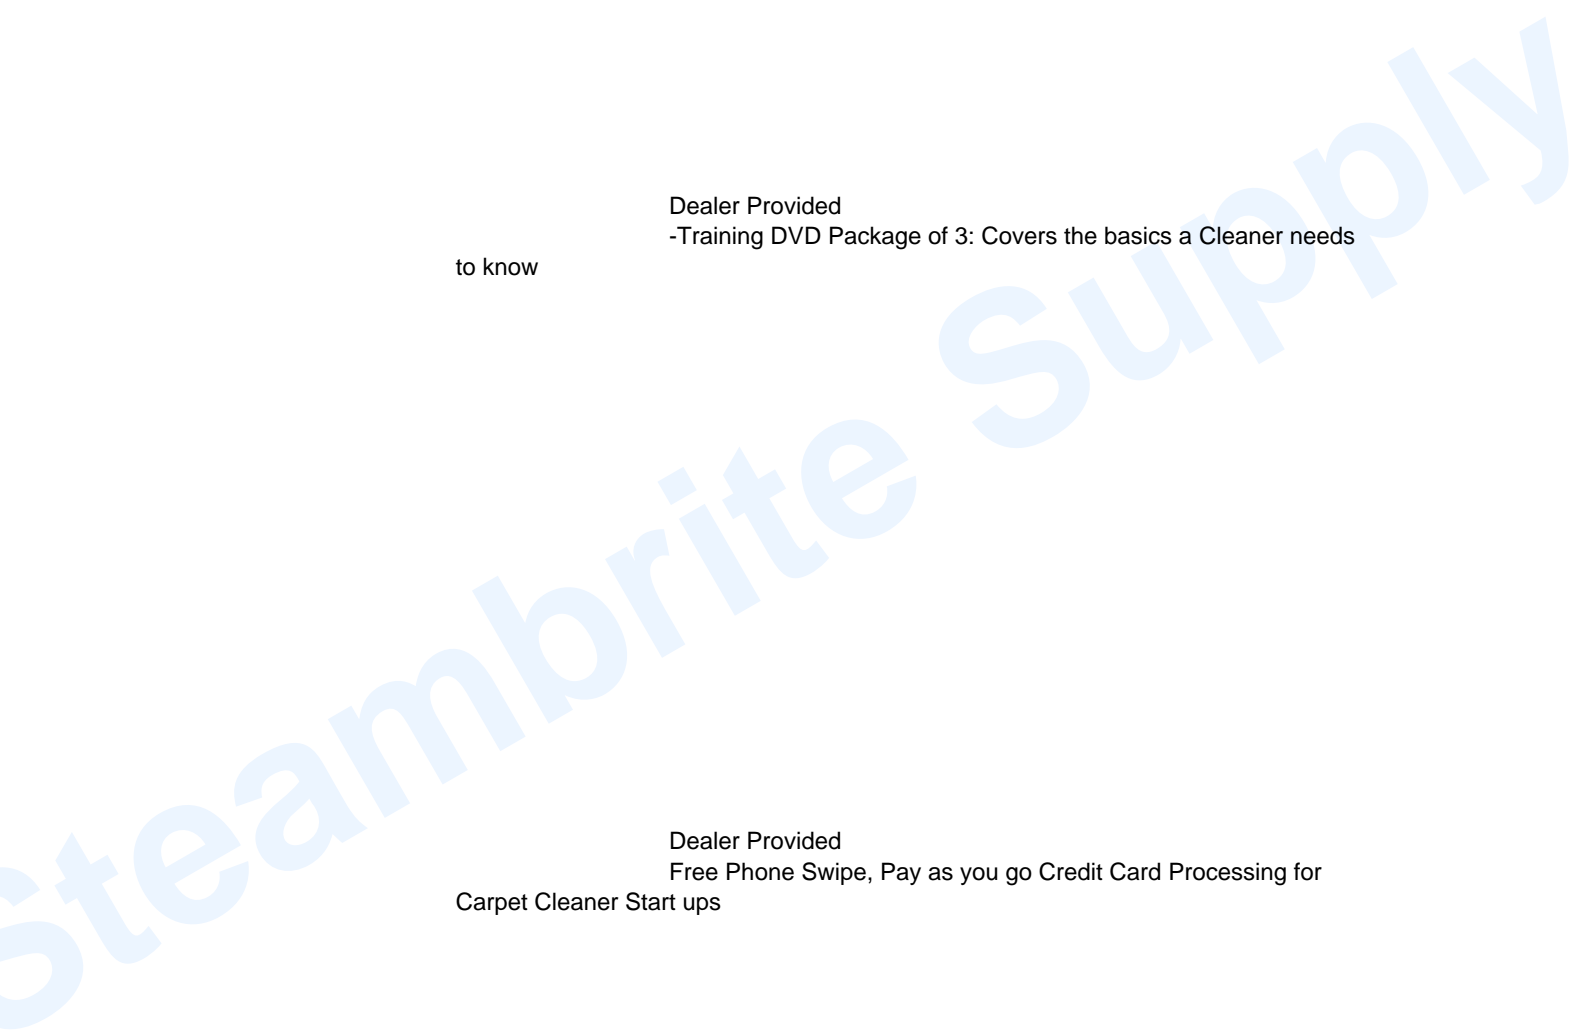 Dealer Provided
-Training DVD Package of 3: Covers the basics a Cleaner needs
to know
Steambrite Supply
Dealer Provided
Free Phone Swipe, Pay as you go Credit Card Processing for
Carpet Cleaner Start ups